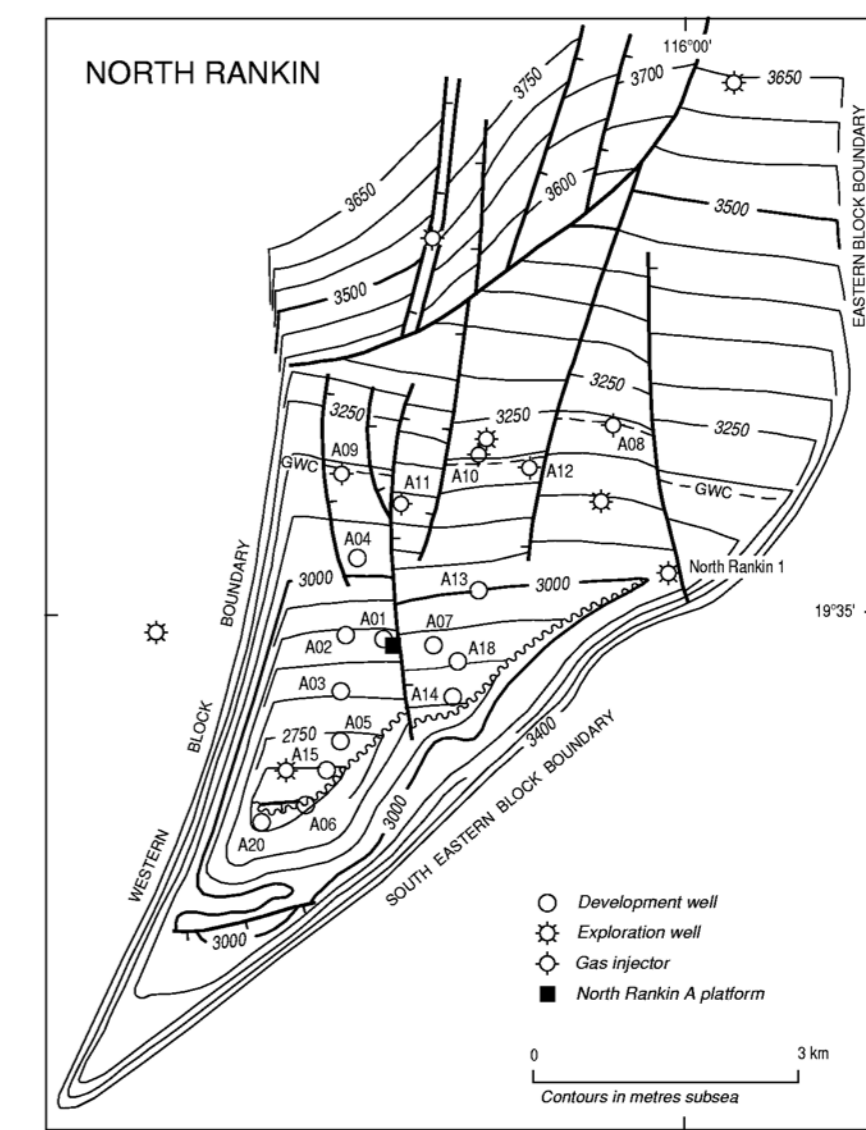 NORTH RANKIN
116°00'
3750
3700
3650
EASTERN BLOCK BOUNDARY
3650
3600
3500
3500
3250
3250
3250
3250
A08
A09
GWC
A10
A12
A11
GWC
A04
North Rankin 1
3000
A13
3000
19°35'
A01
A07
A02
A18
A03
A14
A05
2750
A15
A06
A20
3400
3000
3000
WESTERN BLOCK BOUNDARY
SOUTH EASTERN BLOCK BOUNDARY
Development well
Exploration well
Gas injector
North Rankin A platform
0 3 km
Contours in metres subsea